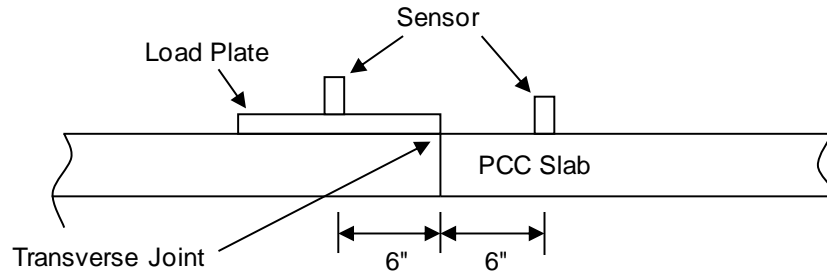 Sensor
Load Plate
PCC Slab
Transverse Joint
6"
6"